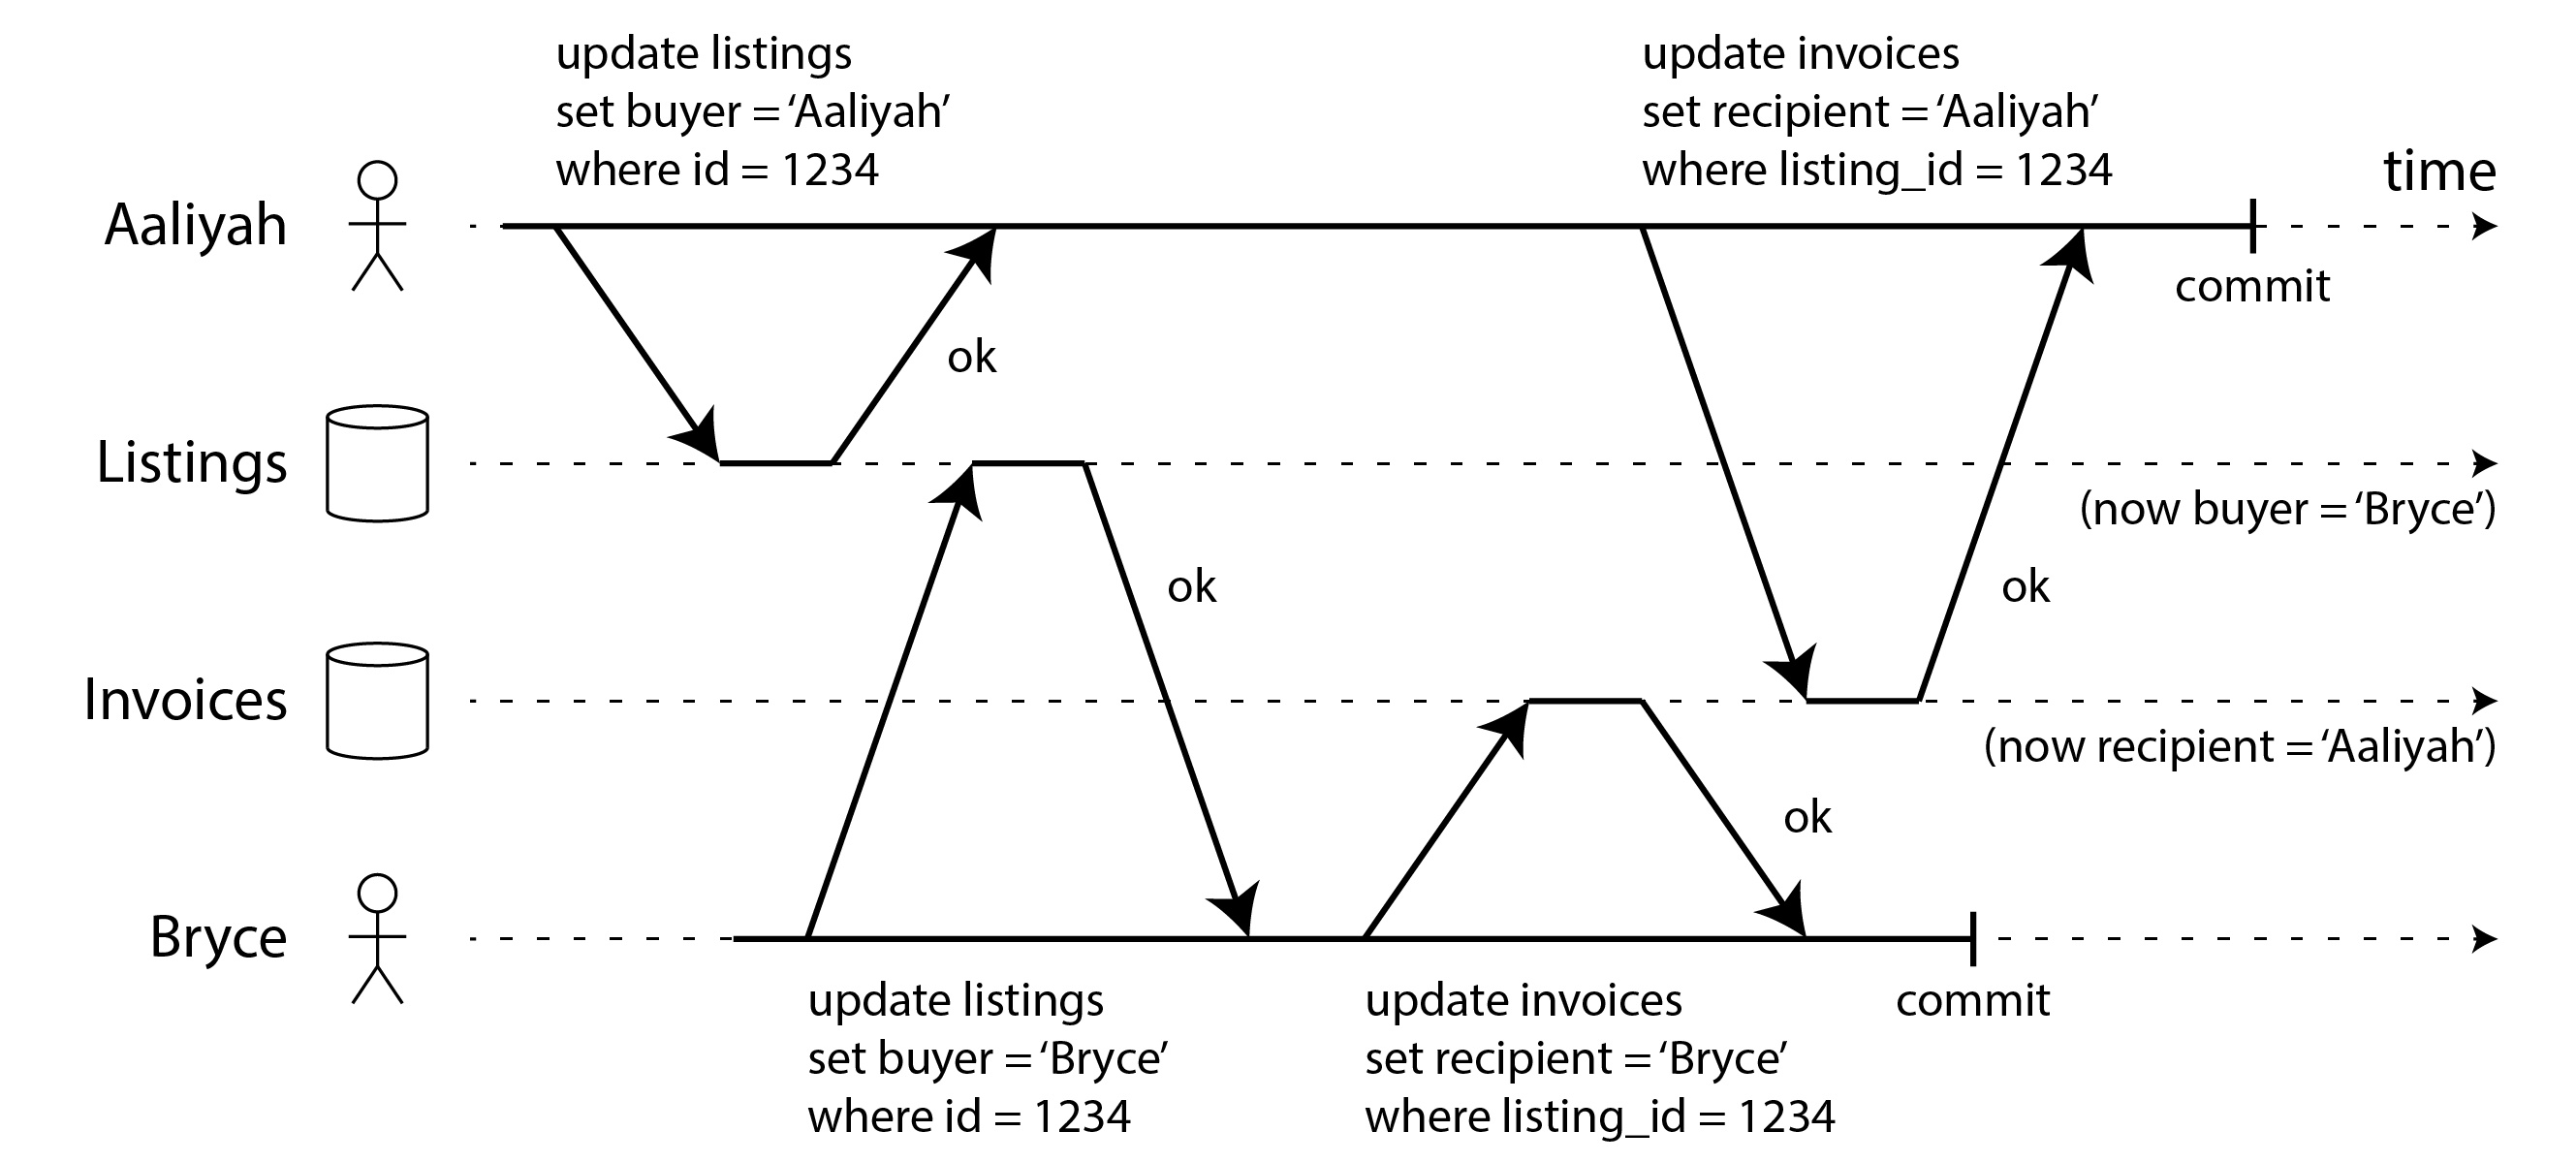 update listings
set buyer = ‘Aaliyah’
where id = 1234
update invoices
set recipient = ‘Aaliyah’
where listing_id = 1234
time
Aaliyah
commit
ok
Listings
(now buyer = ‘Bryce’)
ok
ok
Invoices
(now recipient = ‘Aaliyah’)
ok
Bryce
update listings
set buyer = ‘Bryce’
where id = 1234
update invoices
set recipient = ‘Bryce’
where listing_id = 1234
commit